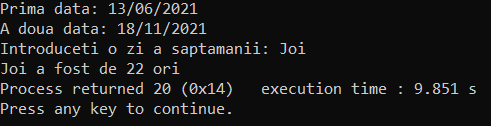 Prima data: 13/06/2021
A doua data: 18/11/2021
Introduceti o zi a saptamanii: Joi
Joi a fost de 22 ori
Process returned 20 (0x14)   execution time : 9.851 s
Press any key to continue.